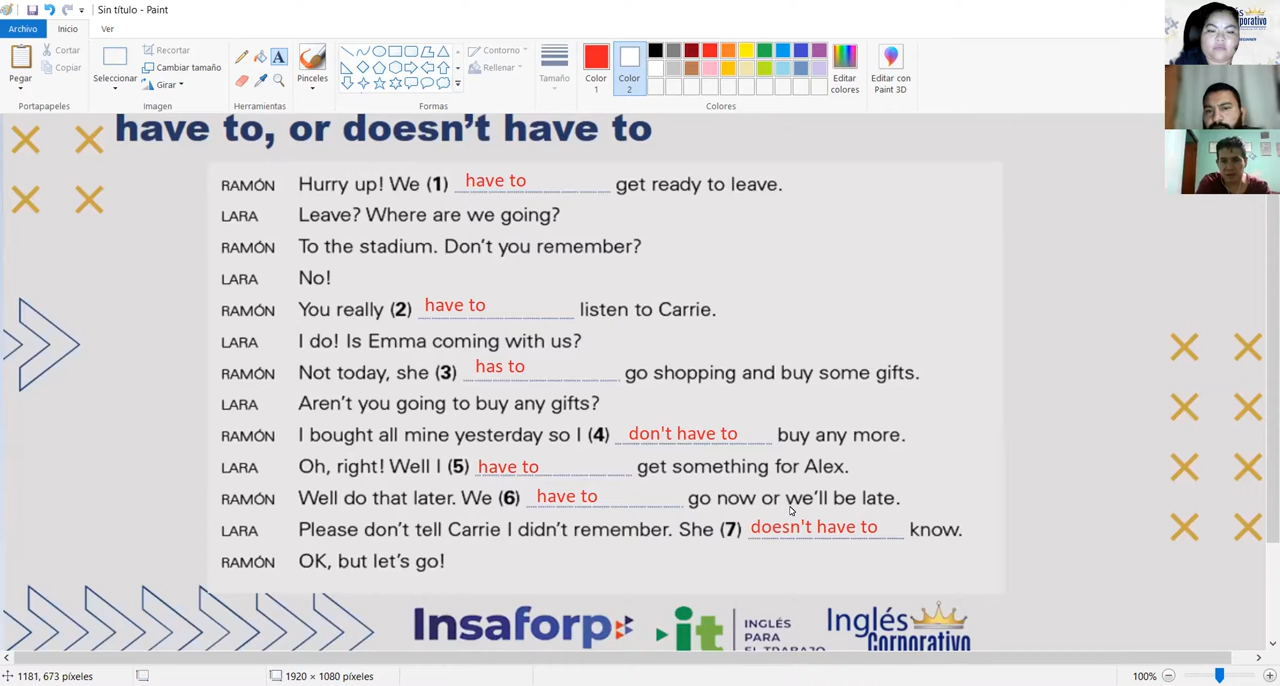 Sin título - Paint
Archivo Inicio Ver
Pegar
Cortar
Copiar
Portapapeles
Seleccionar
Recortar
Cambiar tamaño
Girar
Imagen
Herramientas
Pinceles
Contorno
Rellenar
Formas
Tamaño
Color 1
Color 2
Editar colores
Colores
Editar con Paint 3D
Inglés
Corporativo
have to, or doesn't have to
RAMÓN Hurry up! We (1) have to get ready to leave.
LARA Leave? Where are we going?
RAMÓN To the stadium. Don't you remember?
LARA No!
RAMÓN You really (2) have to listen to Carrie.
LARA I do! Is Emma coming with us?
RAMÓN Not today, she (3) has to go shopping and buy some gifts.
LARA Aren't you going to buy any gifts?
RAMÓN I bought all mine yesterday so I (4) don't have to buy any more.
LARA Oh, right! Well I (5) have to get something for Alex.
RAMÓN Well do that later. We (6) have to go now or we'll be late.
LARA Please don't tell Carrie I didn't remember. She (7) doesn't have to know.
RAMÓN OK, but let's go!
Insaforp
it
INGLÉS
PARA
EL TRABAJO
Inglés
Corporativo
1181, 673 píxeles
1920 × 1080 píxeles
100%